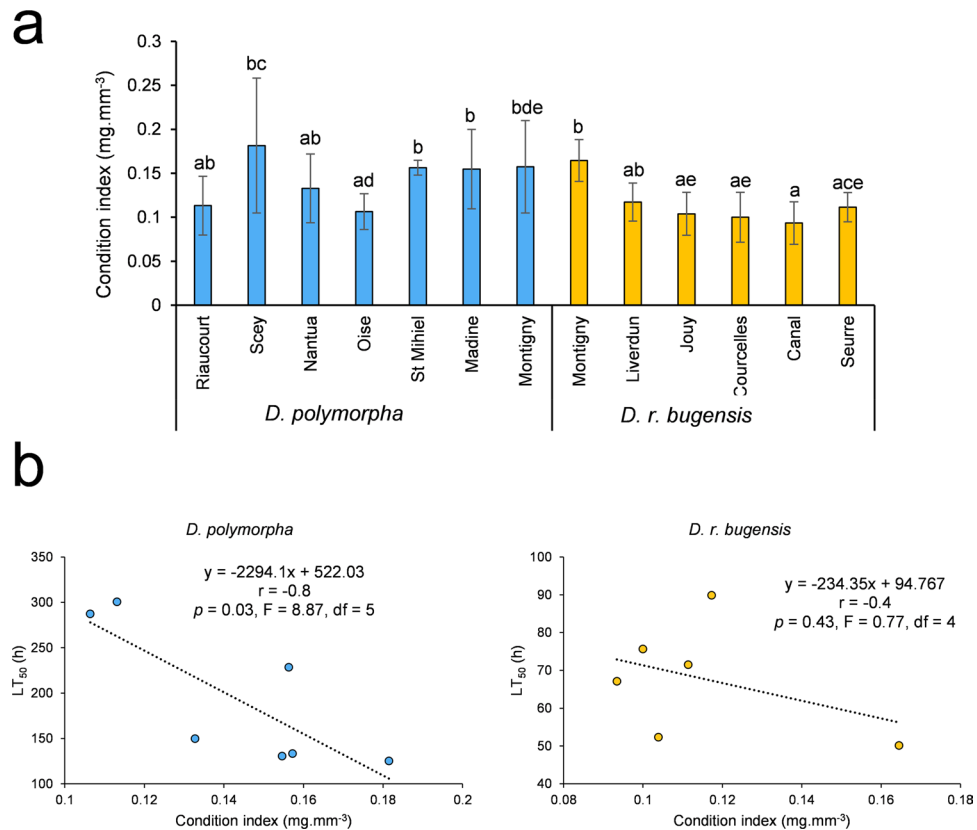 a
Condition index (mg.mm-3)
0.3
0.25
0.2
0.15
0.1
0.05
0
ab
bc
ab
ad
b
b
bde
b
ab
ae
ae
a
ace
Riaucourt
Scey
Nantua
Oise
St Mihiel
Madine
Montigny
Montigny
Liverdun
Jouy
Courcelles
Canal
Seurre
D. polymorpha
D. r. bugensis
b
D. polymorpha
y = -2294.1x + 522.03
r = -0.8
p = 0.03, F = 8.87, df = 5
LT50 (h)
350
300
250
200
150
100
0.1
0.12
0.14
0.16
0.18
0.2
Condition index (mg.mm-3)
D. r. bugensis
y = -234.35x + 94.767
r = -0.4
p = 0.43, F = 0.77, df = 4
LT50 (h)
100
90
80
70
60
50
40
0.08
0.1
0.12
0.14
0.16
0.18
Condition index (mg.mm-3)